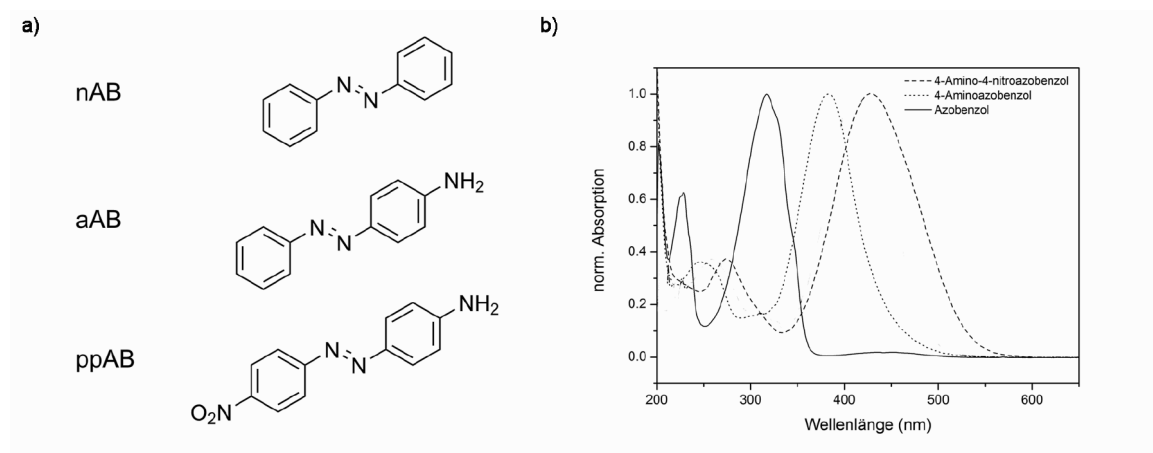 a)
nAB
N
N
aAB
NH2
N
N
ppAB
NH2
N
N
O2N
b)
4-Amino-4-nitroazobenzol
4-Aminoazobenzol
Azobenzol
norm. Absorption
1.0
0.8
0.6
0.4
0.2
0.0
200
300
400
500
600
Wellenlänge (nm)